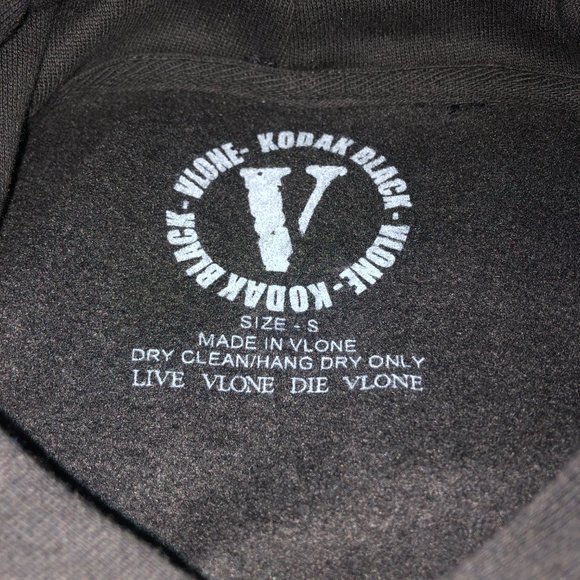 VLONE- KODAK BLACK - VLONE- KODAK BLACK -
V
SIZE - S
MADE IN VLONE
DRY CLEAN/HANG DRY ONLY
LIVE VLONE DIE VLONE